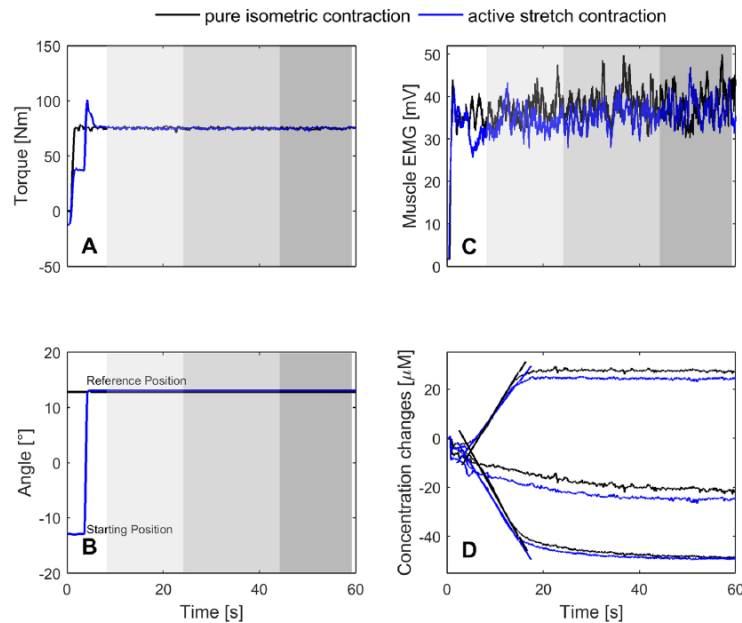 pure isometric contraction active stretch contraction
150
100
50
0
-50
Torque [Nm]
A
0 20 40 60
50
40
30
20
10
0
Muscle EMG [mV]
C
0 20 40 60
20
10
0
-10
-20
Angle [°]
Reference Position
Starting Position
B
0 20 40 60
Time [s]
20
0
-20
-40
Concentration changes [μM]
D
0 20 40 60
Time [s]